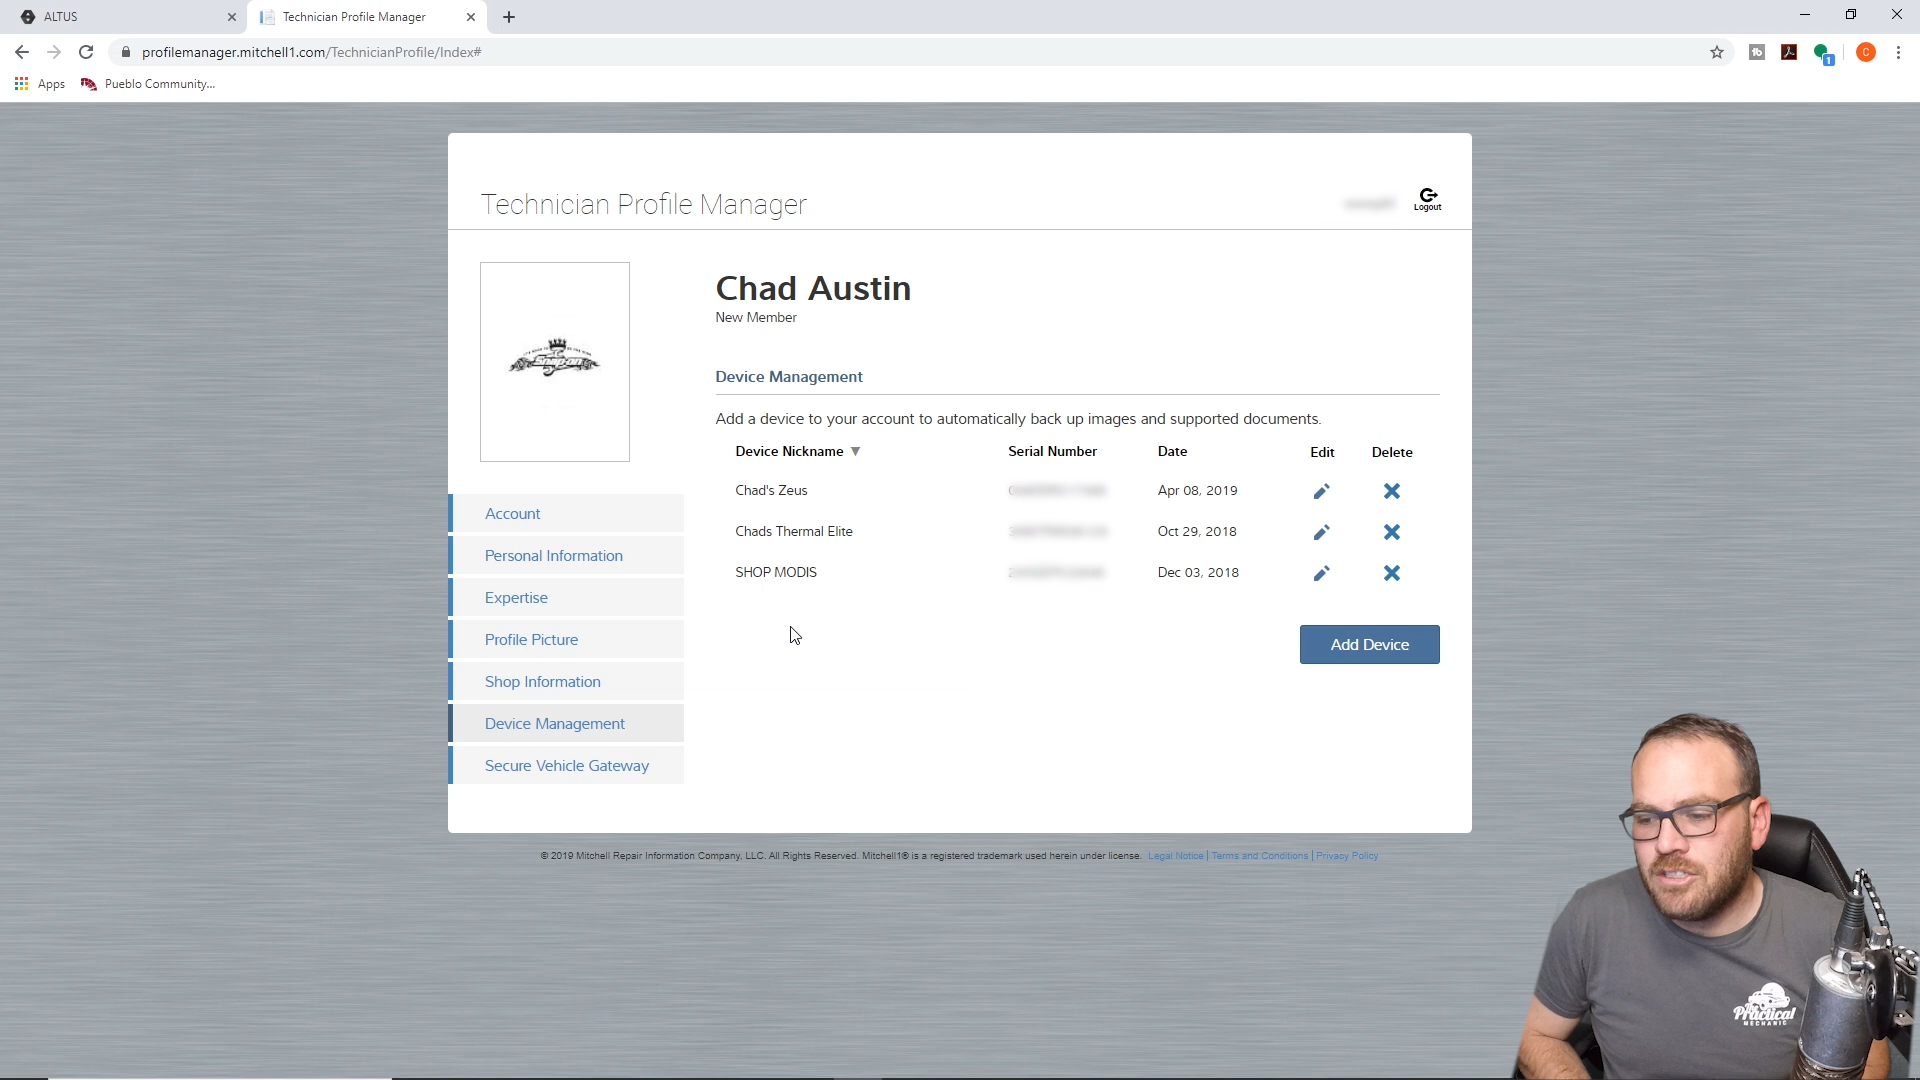 ALTUS
Technician Profile Manager
profilemanager.mitchell1.com/TechnicianProfile/Index#
1
C
Apps
Pueblo Community...
Technician Profile Manager
Logout
Snap-on
Chad Austin
New Member
Device Management
Add a device to your account to automatically back up images and supported documents.
Device Nickname ▼ Serial Number Date Edit Delete
Chad's Zeus Apr 08, 2019
Chads Thermal Elite Oct 29, 2018
SHOP MODIS Dec 03, 2018
Add Device
Account
Personal Information
Expertise
Profile Picture
Shop Information
Device Management
Secure Vehicle Gateway
© 2019 Mitchell Repair Information Company, LLC. All Rights Reserved. Mitchell1® is a registered trademark used herein under license. Legal Notice | Terms and Conditions | Privacy Policy
Practical
MECHANIC